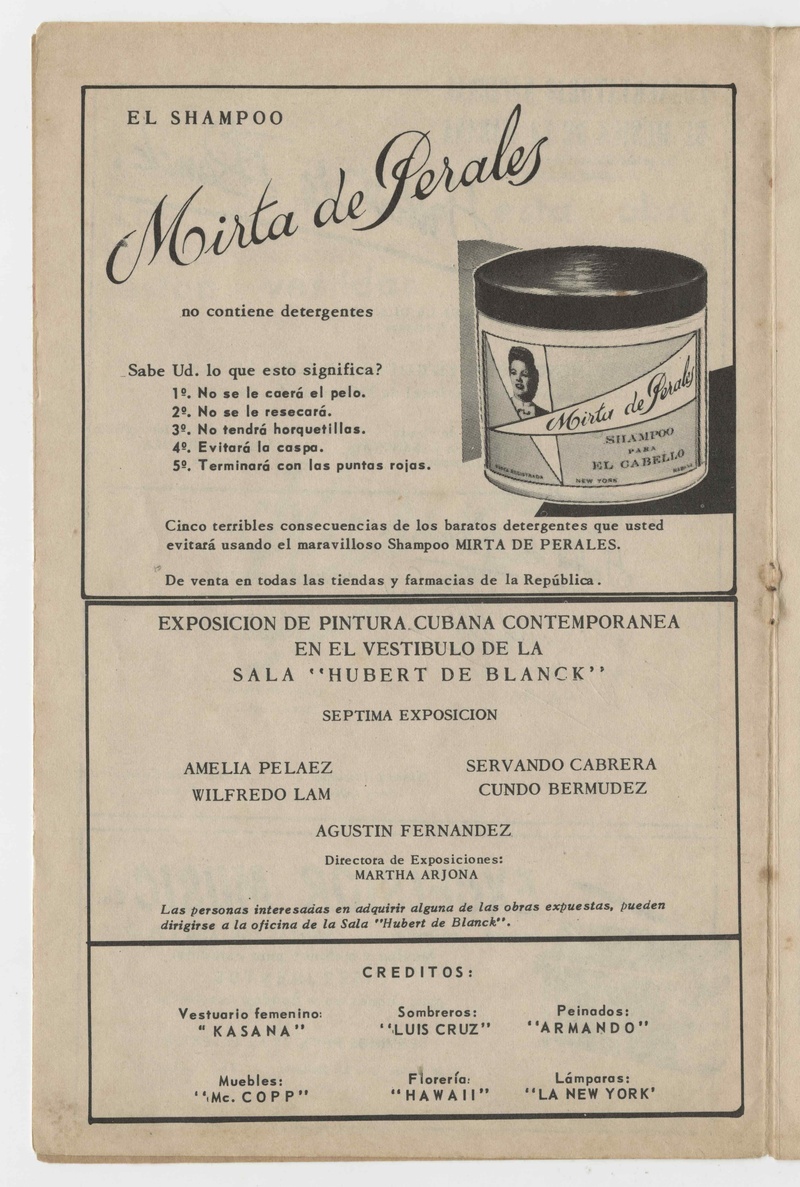 EL SHAMPOO
Mirta de Perales
no contiene detergentes
Sabe Ud. lo que esto significa?
1º. No se le caerá el pelo.
2º. No se le resecará.
3º. No tendrá horquetillas.
4º. Evitará la caspa.
5º. Terminará con las puntas rojas.
Mirta de Perales
SHAMPOO
PARA
EL CABELLO
NEW YORK
Cinco terribles consecuencias de los baratos detergentes que usted
evitará usando el maravilloso Shampoo MIRTA DE PERALES.
De venta en todas las tiendas y farmacias de la República.
EXPOSICION DE PINTURA CUBANA CONTEMPORANEA
EN EL VESTIBULO DE LA
SALA "HUBERT DE BLANCK"
SEPTIMA EXPOSICION
AMELIA PELAEZ SERVANDO CABRERA
WILFREDO LAM CUNDO BERMUDEZ
AGUSTIN FERNANDEZ
Directora de Exposiciones:
MARTHA ARJONA
Las personas interesadas en adquirir alguna de las obras expuestas, pueden
dirigirse a la oficina de la Sala "Hubert de Blanck".
CREDITOS:
Vestuario femenino: Sombreros: Peinados:
"KASANA" "LUIS CRUZ" "ARMANDO"
Muebles: Florería: Lámparas:
"Mc. COPP" "HAWAII" "LA NEW YORK'